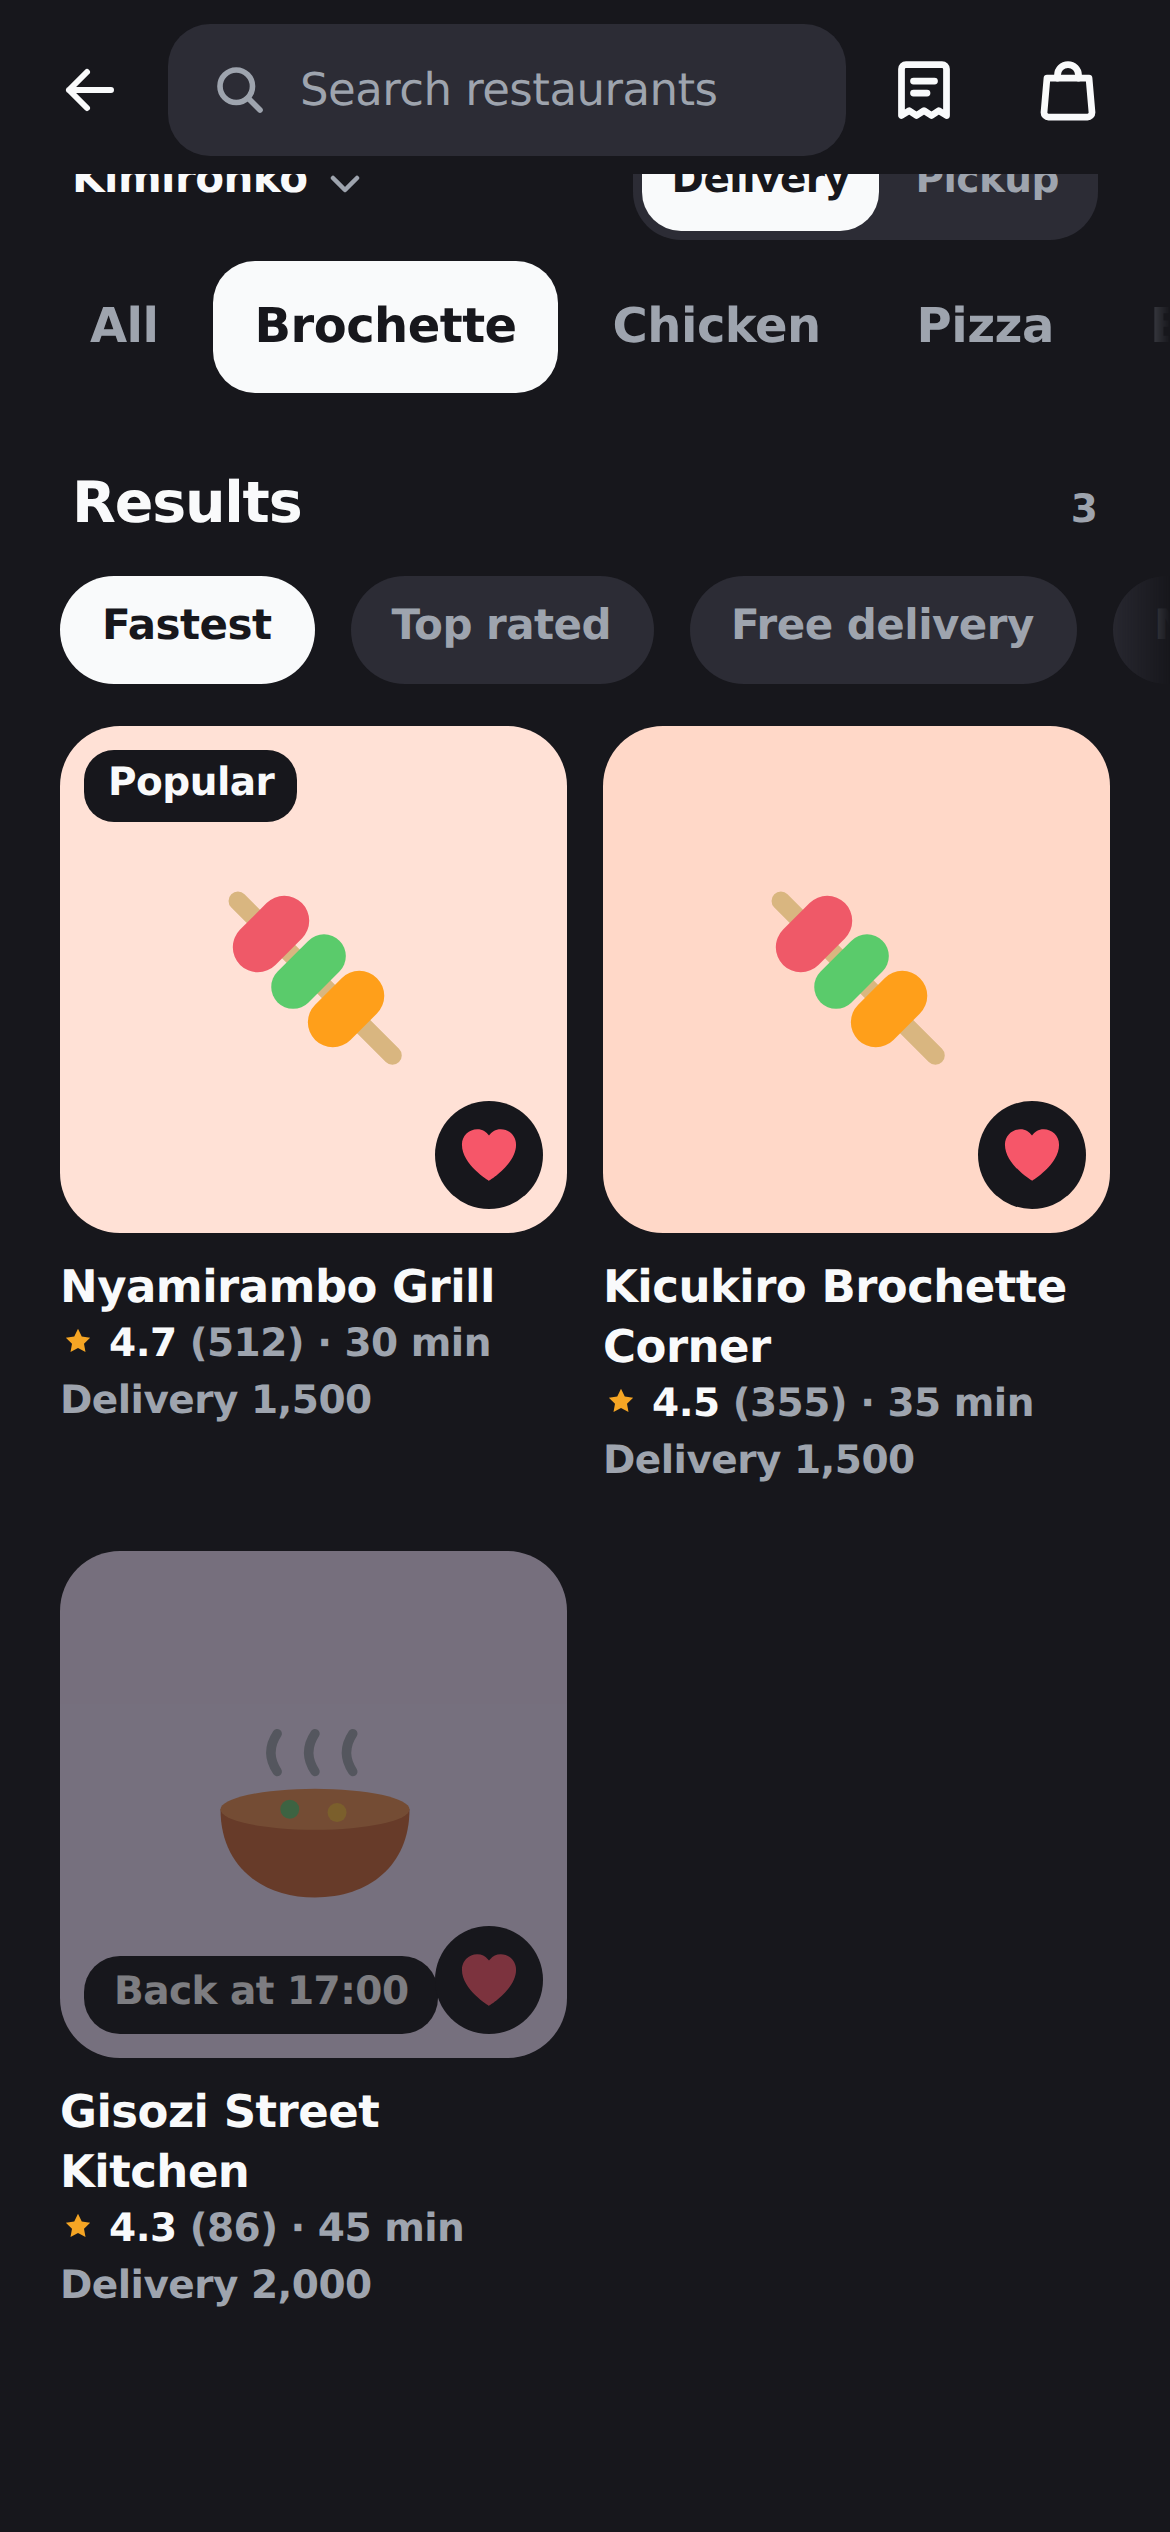 Search restaurants
Kimironko
Delivery Pickup
All Brochette Chicken Pizza
Results 3
Fastest Top rated Free delivery
Popular
Nyamirambo Grill
4.7 (512) · 30 min
Delivery 1,500
Kicukiro Brochette
Corner
4.5 (355) · 35 min
Delivery 1,500
Back at 17:00
Gisozi Street
Kitchen
4.3 (86) · 45 min
Delivery 2,000